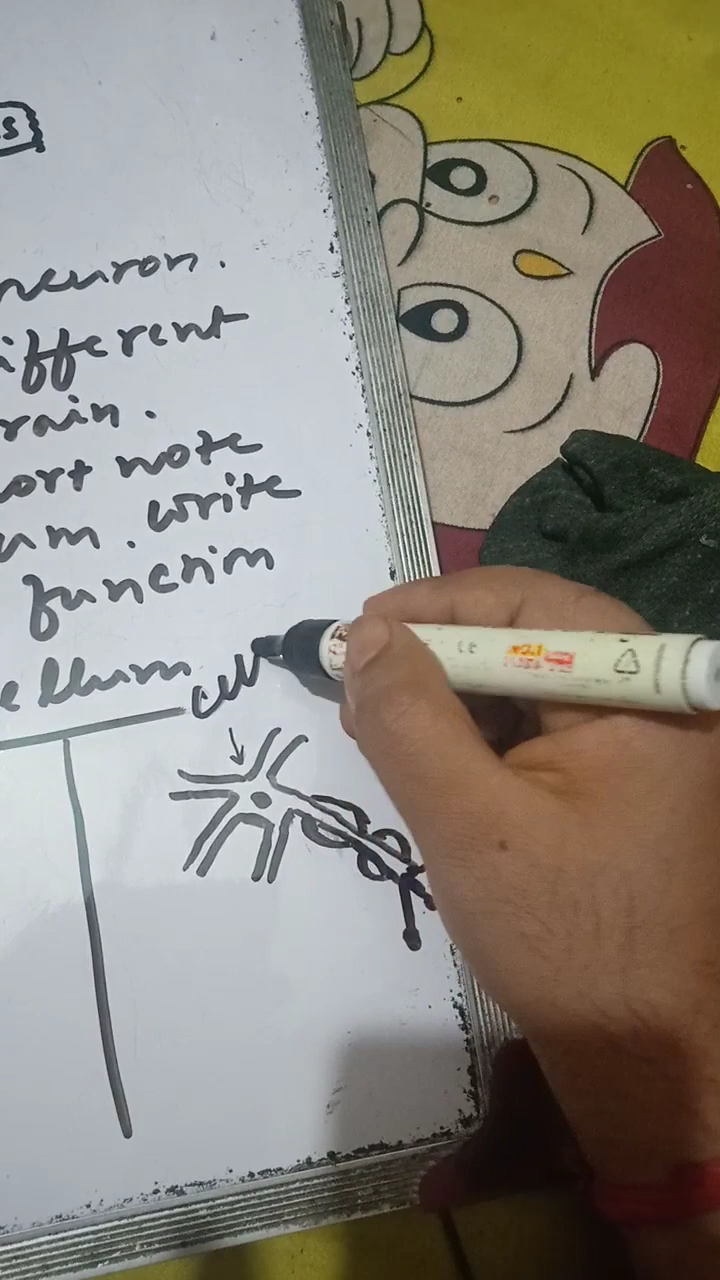 neuron.
ifferent
rain.
ort note
um. write
function
ellum